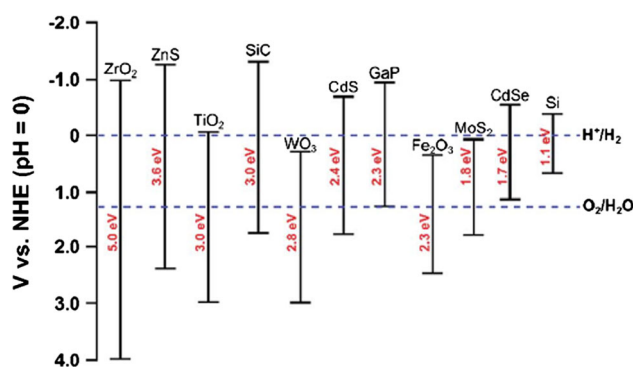 V vs. NHE (pH = 0)
-2.0
-1.0
0
1.0
2.0
3.0
4.0
ZrO₂
5.0 eV
ZnS
3.6 eV
TiO₂
3.0 eV
SiC
3.0 eV
WO₃
2.8 eV
CdS
2.4 eV
GaP
2.3 eV
Fe₂O₃
2.3 eV
MoS₂
1.8 eV
CdSe
1.7 eV
Si
1.1 eV
H⁺/H₂
O₂/H₂O